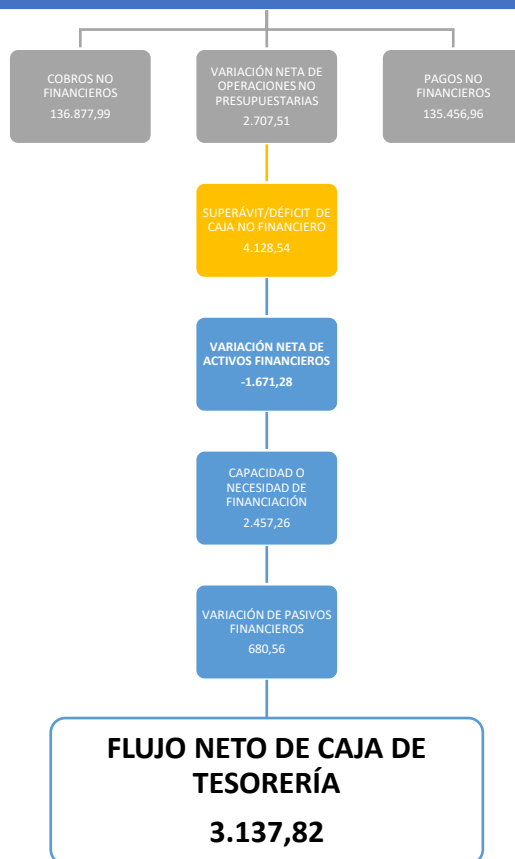 COBROS NO
FINANCIEROS
136.877,99
VARIACIÓN NETA DE
OPERACIONES NO
PRESUPUESTARIAS
2.707,51
PAGOS NO
FINANCIEROS
135.456,96
SUPERÁVIT/DÉFICIT DE
CAJA NO FINANCIERO
4.128,54
VARIACIÓN NETA DE
ACTIVOS FINANCIEROS
-1.671,28
CAPACIDAD O
NECESIDAD DE
FINANCIACIÓN
2.457,26
VARIACIÓN DE PASIVOS
FINANCIEROS
680,56
FLUJO NETO DE CAJA DE
TESORERÍA
3.137,82